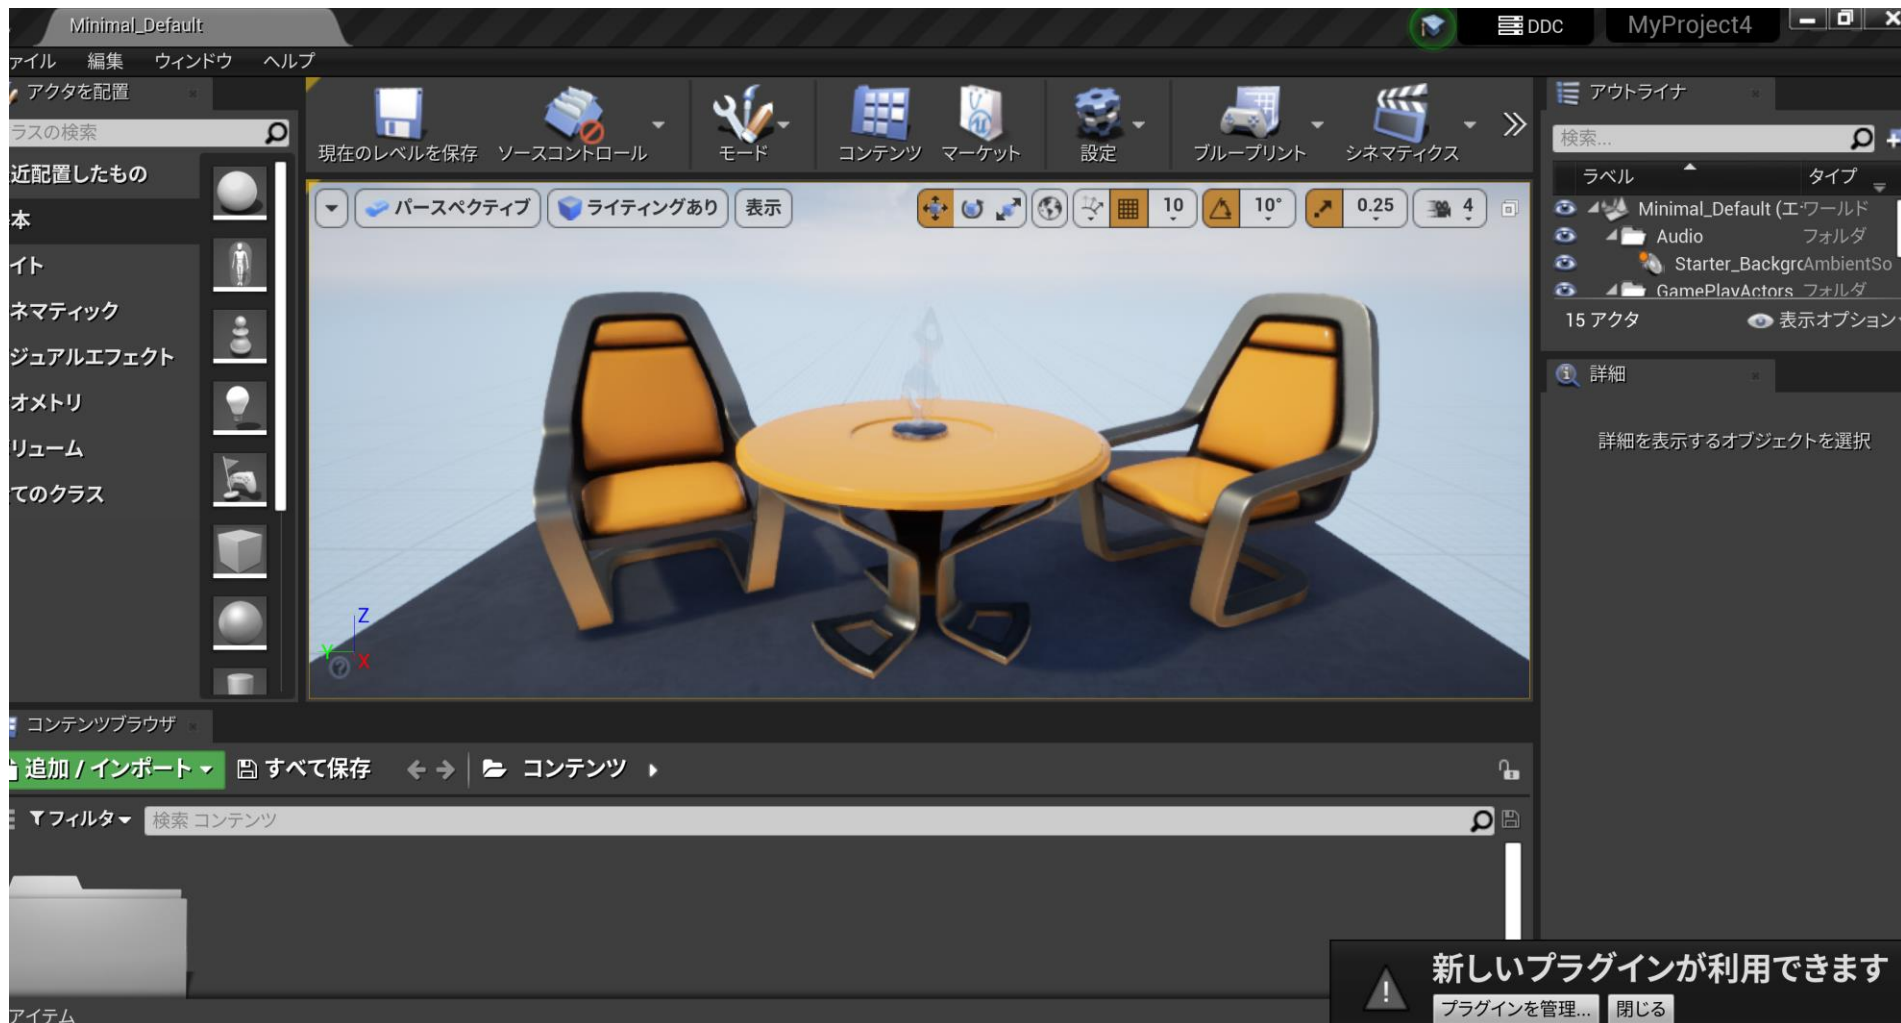 Minimal_Default
DDC
MyProject4
ァイル 編集 ウィンドウ ヘルプ
アクタを配置
ラスの検索
近配置したもの
本
イト
ネマティック
ジュアルエフェクト
オメトリ
リューム
てのクラス
現在のレベルを保存 ソースコントロール モード コンテンツ マーケット 設定 ブループリント シネマティクス
パースペクティブ ライティングあり 表示 10 10° 0.25 4
Z
Y
X
アウトライナ
検索...
ラベル タイプ
Minimal_Default (エ ワールド
Audio フォルダ
Starter_Backgrc AmbientSo
GamePlayActors フォルダ
15 アクタ 表示オプション
詳細
詳細を表示するオブジェクトを選択
コンテンツブラウザ
追加 / インポート すべて保存 コンテンツ
フィルタ 検索 コンテンツ
アイテム
新しいプラグインが利用できます
プラグインを管理... 閉じる